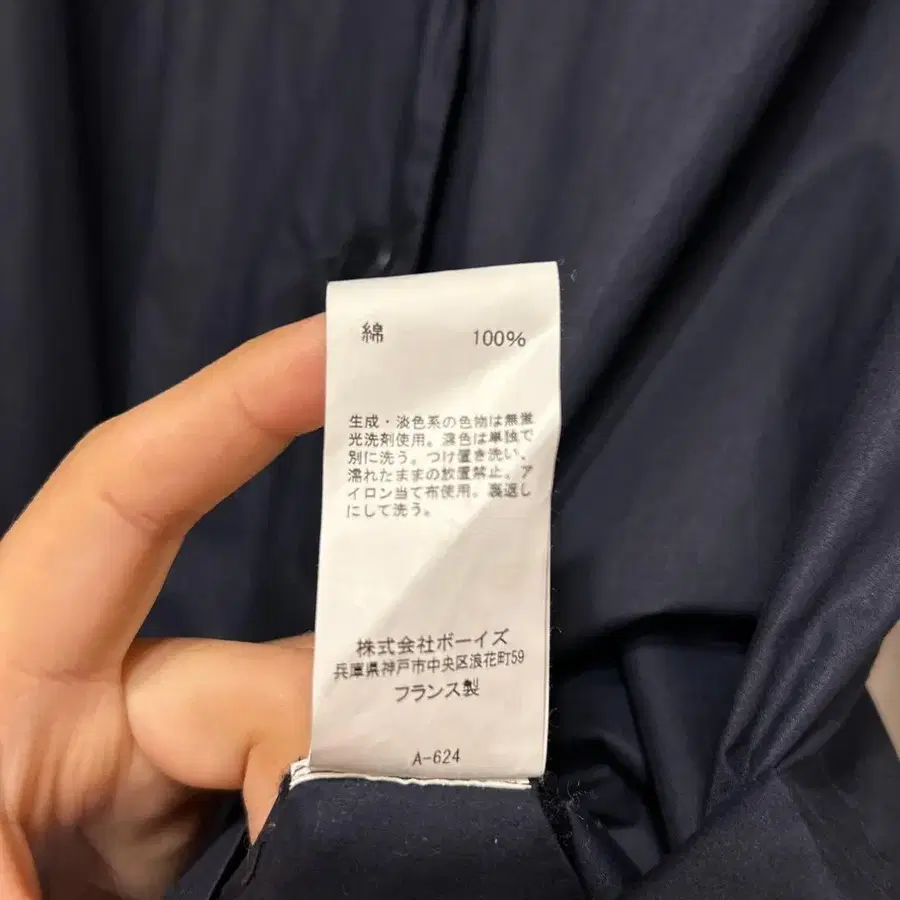 綿 100%
生成・淡色系の色物は無蛍
光洗剤使用。濃色は単独で
別に洗う。つけ置き洗い、
濡れたままの放置禁止。ア
イロン当て布使用。裏返し
にして洗う。
株式会社ボーイズ
兵庫県神戸市中央区浪花町59
フランス製
A-624